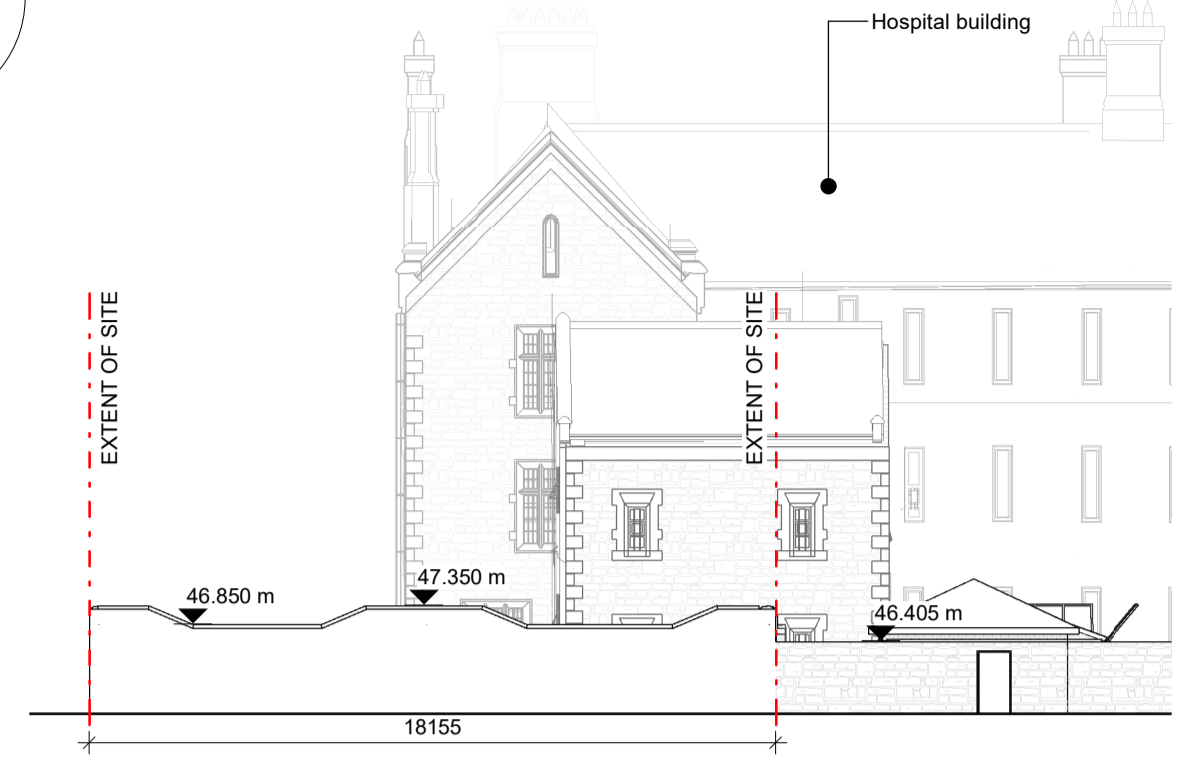 Hospital building
EXTENT OF SITE
EXTENT OF SITE
47.350 m
46.850 m
46.405 m
18155